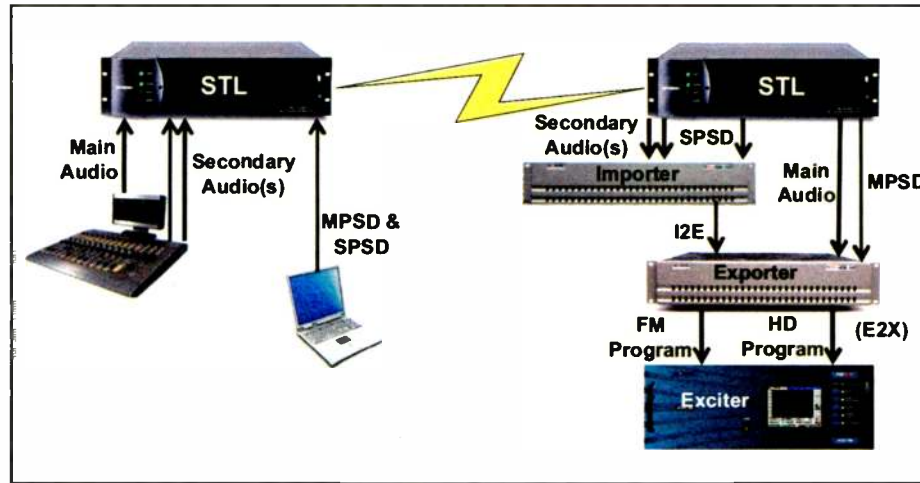 STL
STL
Main
Audio
Secondary
Audio(s)
MPSD &
SPSD
Secondary
Audio(s)
SPSD
Importer
Main
Audio
MPSD
I2E
Exporter
FM
Program
HD
Program
(E2X)
Exciter